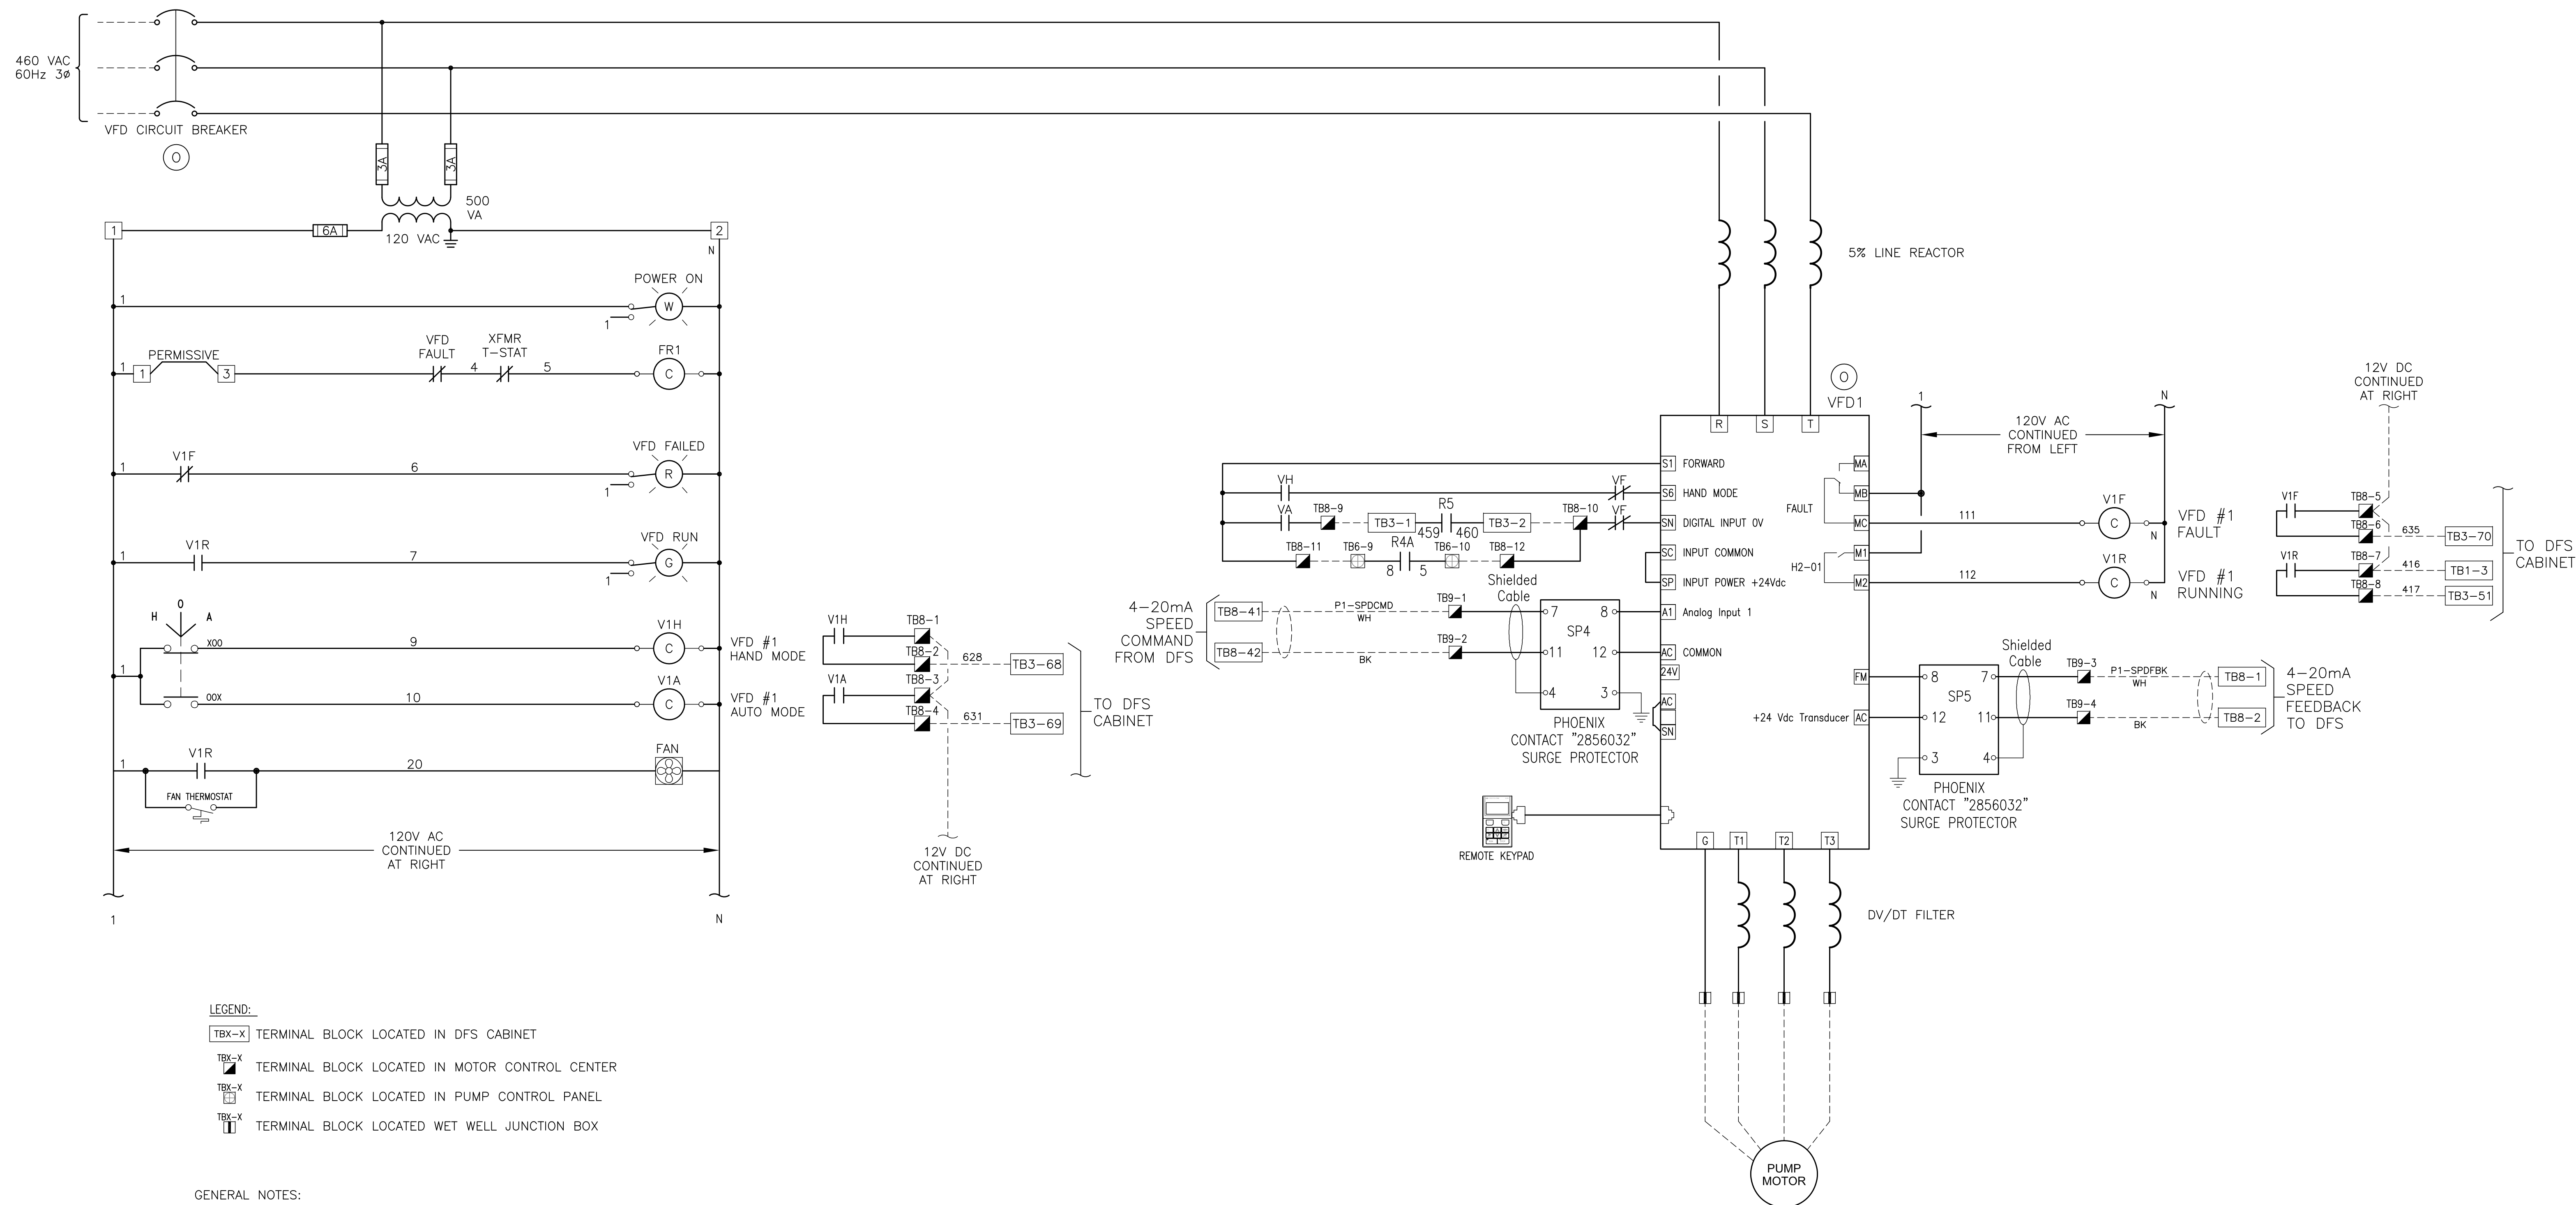 460 VAC
60Hz 3ø
VFD CIRCUIT BREAKER
O
3A
3A
500
VA
1
6A
120 VAC
2
N
POWER ON
1
W
1
PERMISSIVE
VFD
FAULT
XFMR
T-STAT
FR1
1
1
3
4
5
C
VFD FAILED
V1F
1
6
R
1
VFD RUN
V1R
1
7
G
1
H
O
A
X00
9
V1H
C
VFD #1
HAND MODE
1
00X
10
V1A
C
VFD #1
AUTO MODE
V1R
1
20
FAN
FAN THERMOSTAT
120V AC
CONTINUED
AT RIGHT
1
N
V1H
TB8-1
TB8-2
628
TB3-68
V1A
TB8-3
TB8-4
631
TB3-69
TO DFS
CABINET
12V DC
CONTINUED
AT RIGHT
5% LINE REACTOR
O
VFD1
R
S
T
S1
FORWARD
VH
VF
S6
HAND MODE
VA
TB8-9
TB3-1
459
R5
460
TB3-2
TB8-10
VF
SN
DIGITAL INPUT 0V
TB8-11
TB6-9
8
R4A
5
TB6-10
TB8-12
SC
INPUT COMMON
SP
INPUT POWER +24Vdc
4-20mA
SPEED
COMMAND
FROM DFS
TB8-41
P1-SPDCMD
WH
TB9-1
TB8-42
BK
TB9-2
Shielded
Cable
7
8
SP4
11
12
4
3
PHOENIX
CONTACT "2856032"
SURGE PROTECTOR
A1
Analog Input 1
AC
COMMON
24V
AC
SN
REMOTE KEYPAD
MA
MB
FAULT
MC
M1
H2-01
M2
FM
+24 Vdc Transducer
AC
1
N
120V AC
CONTINUED
FROM LEFT
111
V1F
C
N
VFD #1
FAULT
112
V1R
C
N
VFD #1
RUNNING
12V DC
CONTINUED
AT RIGHT
V1F
TB8-5
TB8-6
635
TB3-70
V1R
TB8-7
416
TB1-3
TB8-8
417
TB3-51
TO DFS
CABINET
8
7
SP5
12
11
3
4
Shielded
Cable
TB9-3
P1-SPDFBK
WH
TB8-1
TB9-4
BK
TB8-2
4-20mA
SPEED
FEEDBACK
TO DFS
PHOENIX
CONTACT "2856032"
SURGE PROTECTOR
G
T1
T2
T3
DV/DT FILTER
PUMP
MOTOR
LEGEND:
TBX-X TERMINAL BLOCK LOCATED IN DFS CABINET
TBX-X
TERMINAL BLOCK LOCATED IN MOTOR CONTROL CENTER
TBX-X
TERMINAL BLOCK LOCATED IN PUMP CONTROL PANEL
TBX-X
TERMINAL BLOCK LOCATED WET WELL JUNCTION BOX
GENERAL NOTES: